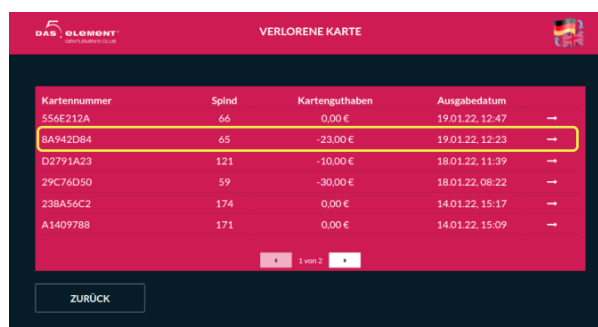 DAS 5. ELEMENT
GENTLEMEN'S CLUB
VERLORENE KARTE
Kartennummer Spind Kartenguthaben Ausgabedatum
556E212A 66 0,00 € 19.01.22, 12:47 →
8A942D84 65 -23,00 € 19.01.22, 12:23 →
D2791A23 121 -10,00 € 18.01.22, 11:39 →
29C76D50 59 -30,00 € 18.01.22, 08:22 →
238A56C2 174 0,00 € 14.01.22, 15:17 →
A1409788 171 0,00 € 14.01.22, 15:09 →
1 von 2
ZURÜCK